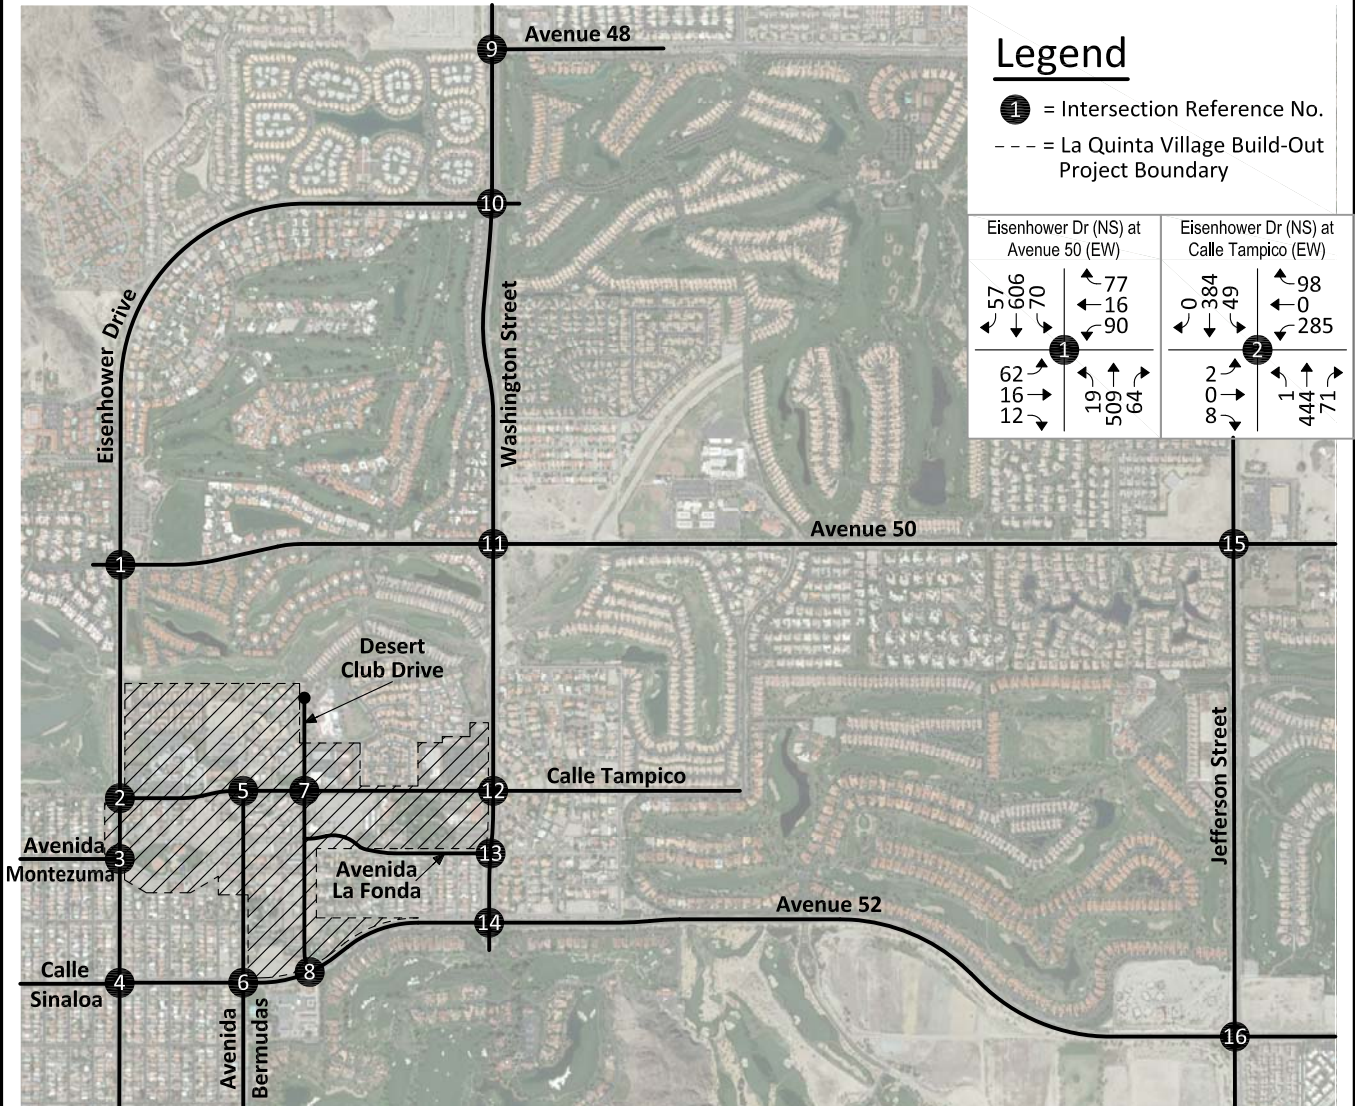 Avenue 48
9
Legend
1 = Intersection Reference No.
--- = La Quinta Village Build-Out
Project Boundary
10
Eisenhower Dr (NS) at
Avenue 50 (EW)
57 606 70
77
16
90
1
62
16
12
19 509 64
Eisenhower Dr (NS) at
Calle Tampico (EW)
0 384 49
98
0
285
2
2
0
8
1 444 71
Eisenhower Drive
Washington Street
Avenue 50
1
11
15
Desert
Club Drive
Jefferson Street
Calle Tampico
2
5
7
12
Avenida
Montezuma
3
13
Avenida
La Fonda
Avenue 52
14
Calle
Sinaloa
4
6
8
Avenida
Bermudas
16